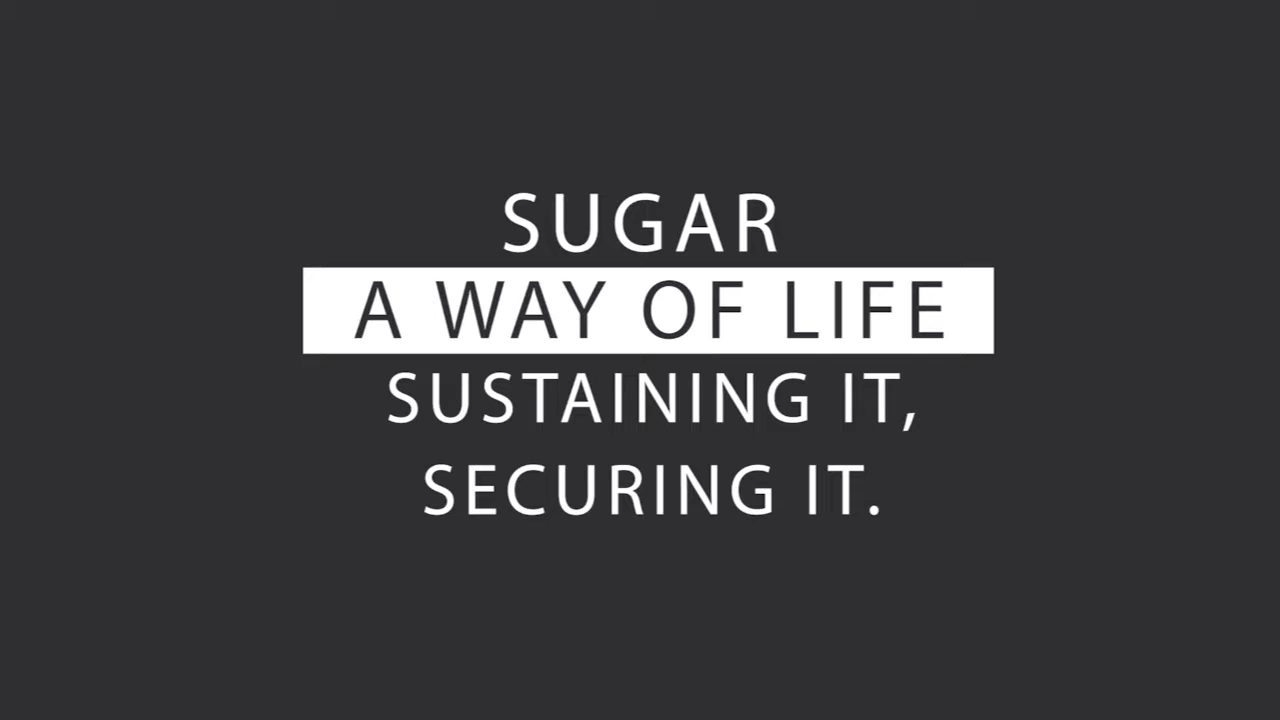 SUGAR
A WAY OF LIFE
SUSTAINING IT,
SECURING IT.